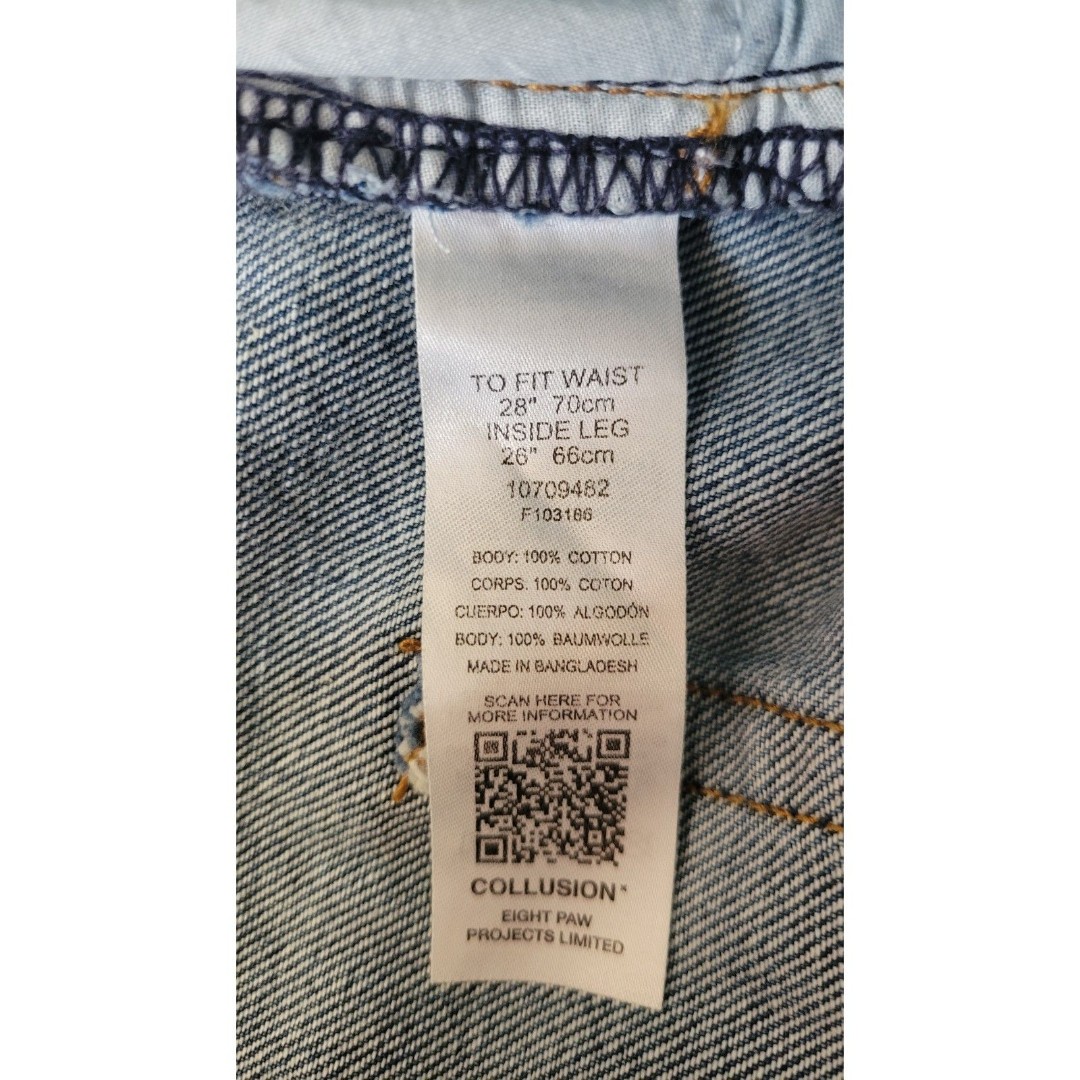 TO FIT WAIST
28" 70cm
INSIDE LEG
26" 66cm
10709482
F103186
BODY: 100% COTTON
CORPS: 100% COTON
CUERPO: 100% ALGODÓN
BODY: 100% BAUMWOLLE
MADE IN BANGLADESH
SCAN HERE FOR
MORE INFORMATION
COLLUSION
EIGHT PAW
PROJECTS LIMITED